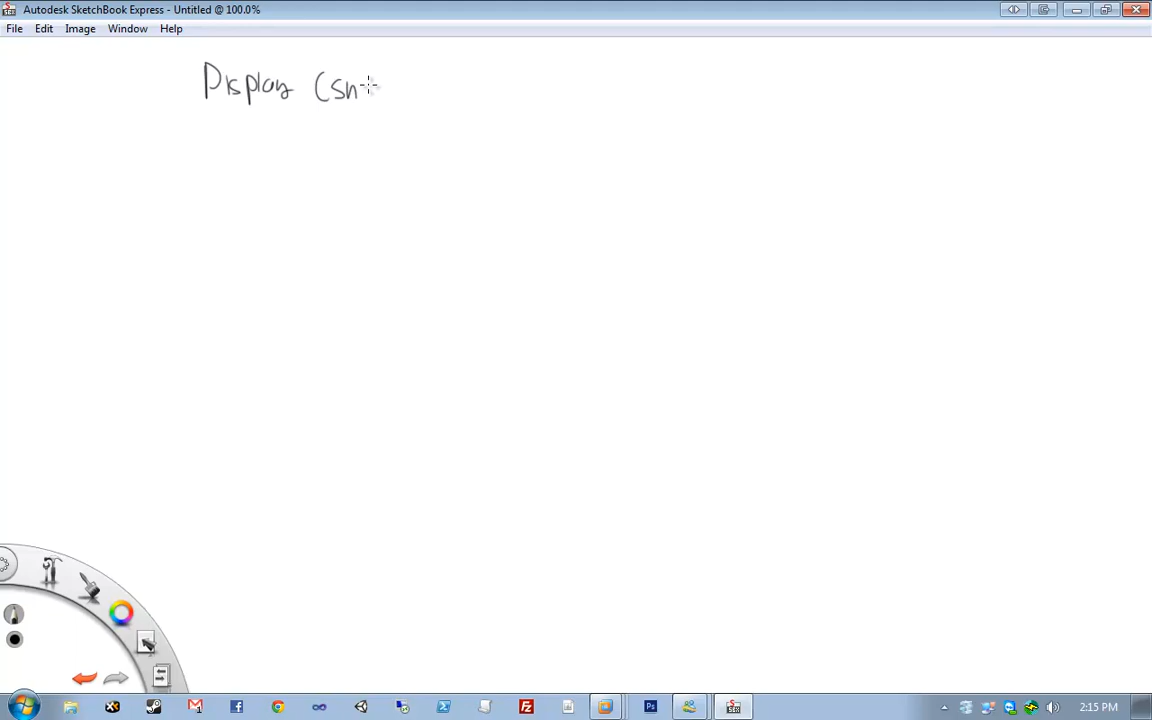 Autodesk SketchBook Express - Untitled @ 100.0%
File Edit Image Window Help
Display (Sn
2:15 PM